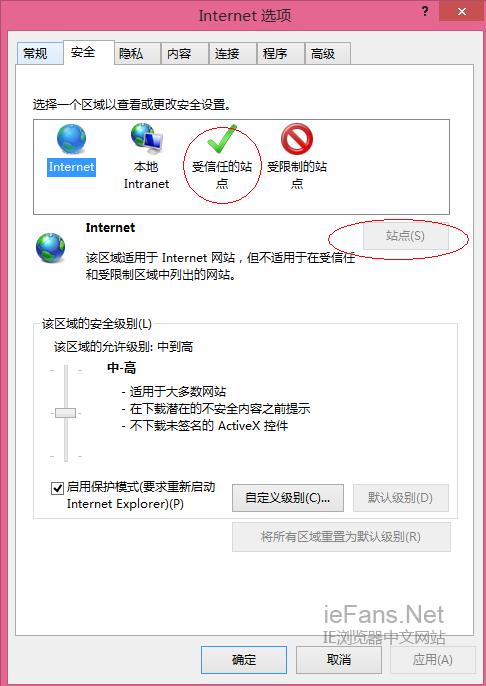 Internet 选项
?
常规
安全
隐私
内容
连接
程序
高级
选择一个区域以查看或更改安全设置。
Internet
本地
Intranet
受信任的站
点
受限制的站
点
Internet
站点(S)
该区域适用于 Internet 网站，但不适用于在受信任
和受限制区域中列出的网站。
该区域的安全级别(L)
该区域的允许级别: 中到高
中-高
- 适用于大多数网站
- 在下载潜在的不安全内容之前提示
- 不下载未签名的 ActiveX 控件
启用保护模式(要求重新启动
Internet Explorer)(P)
自定义级别(C)...
默认级别(D)
将所有区域重置为默认级别(R)
ieFans.Net
IE浏览器中文网站
确定
取消
应用(A)